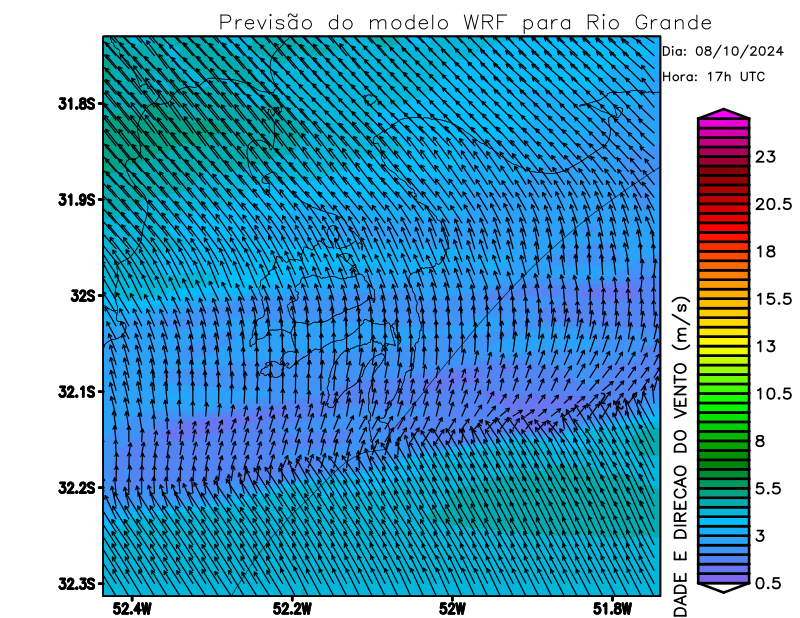 Previsão do modelo WRF para Rio Grande
Dia: 08/10/2024
Hora: 17h UTC
31.8S
31.9S
32S
32.1S
32.2S
32.3S
52.4W
52.2W
52W
51.8W
23
20.5
18
15.5
13
10.5
8
5.5
3
0.5
DADE E DIRECAO DO VENTO (m/s)